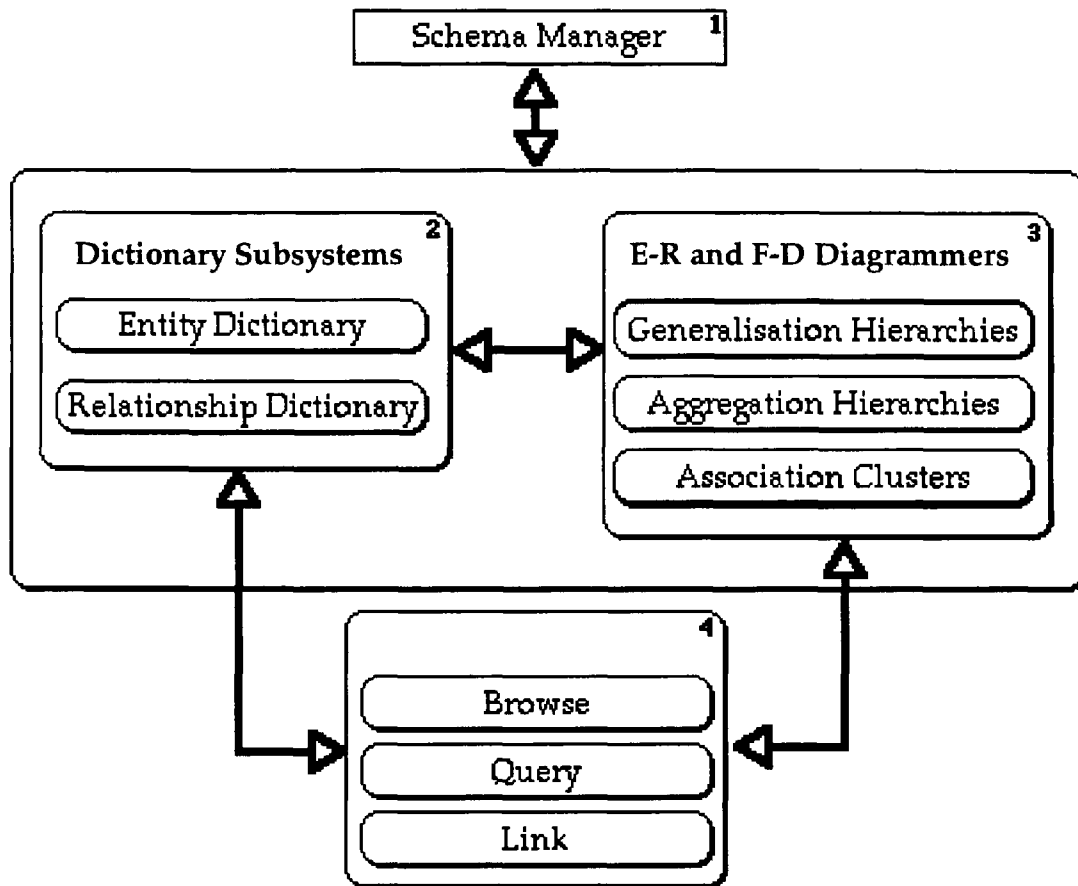 Schema Manager 1
2
Dictionary Subsystems
Entity Dictionary
Relationship Dictionary
3
E-R and F-D Diagrammers
Generalisation Hierarchies
Aggregation Hierarchies
Association Clusters
4
Browse
Query
Link